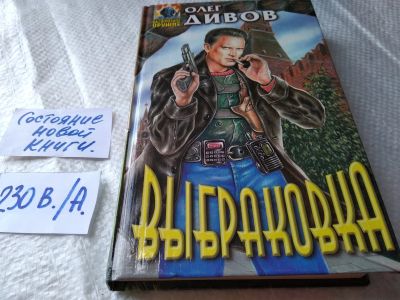 ОЛЕГ
ДИВОВ
ВЫБРАКОВКА
Состояние
новой
книги.
230 В./А.